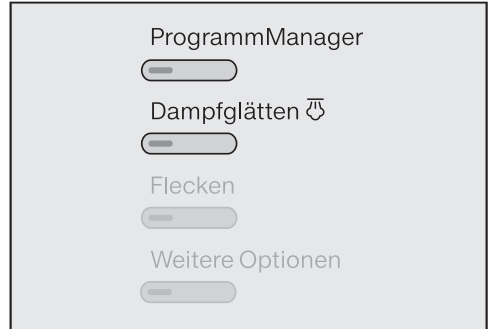 ProgrammManager
Dampfglätten
Flecken
Weitere Optionen